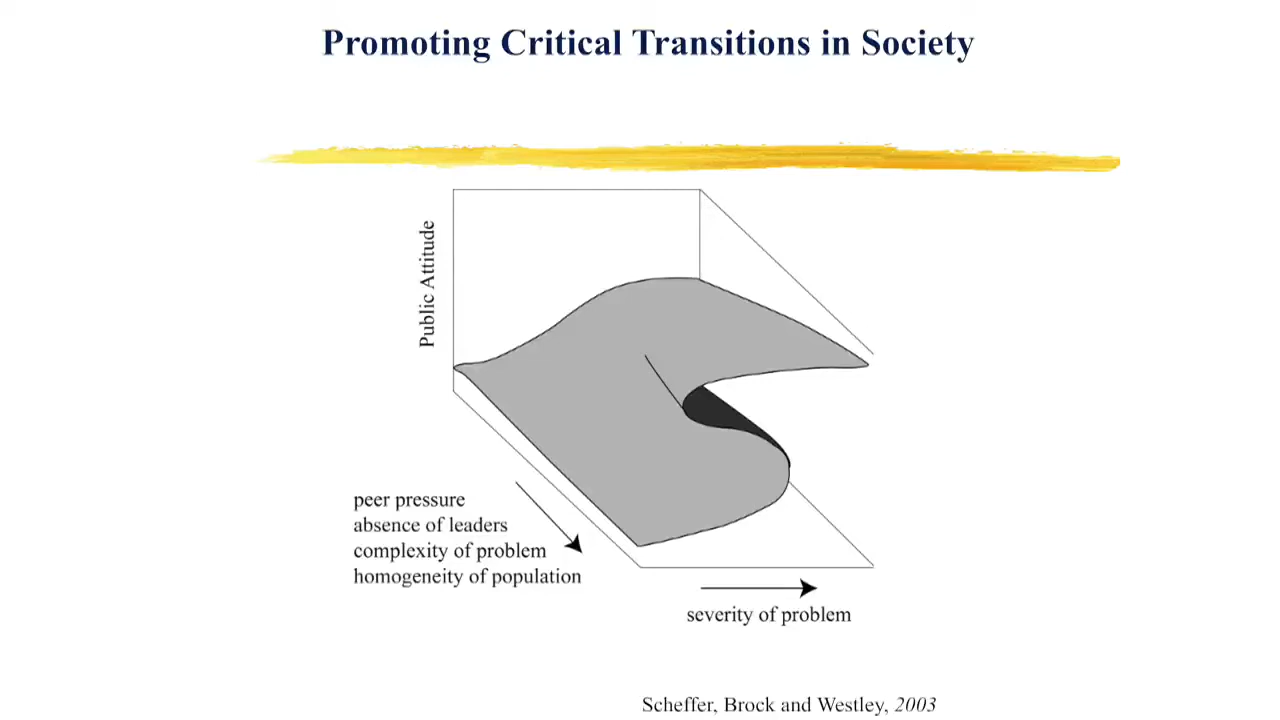 Promoting Critical Transitions in Society
Public Attitude
peer pressure
absence of leaders
complexity of problem
homogeneity of population
severity of problem
Scheffer, Brock and Westley, 2003